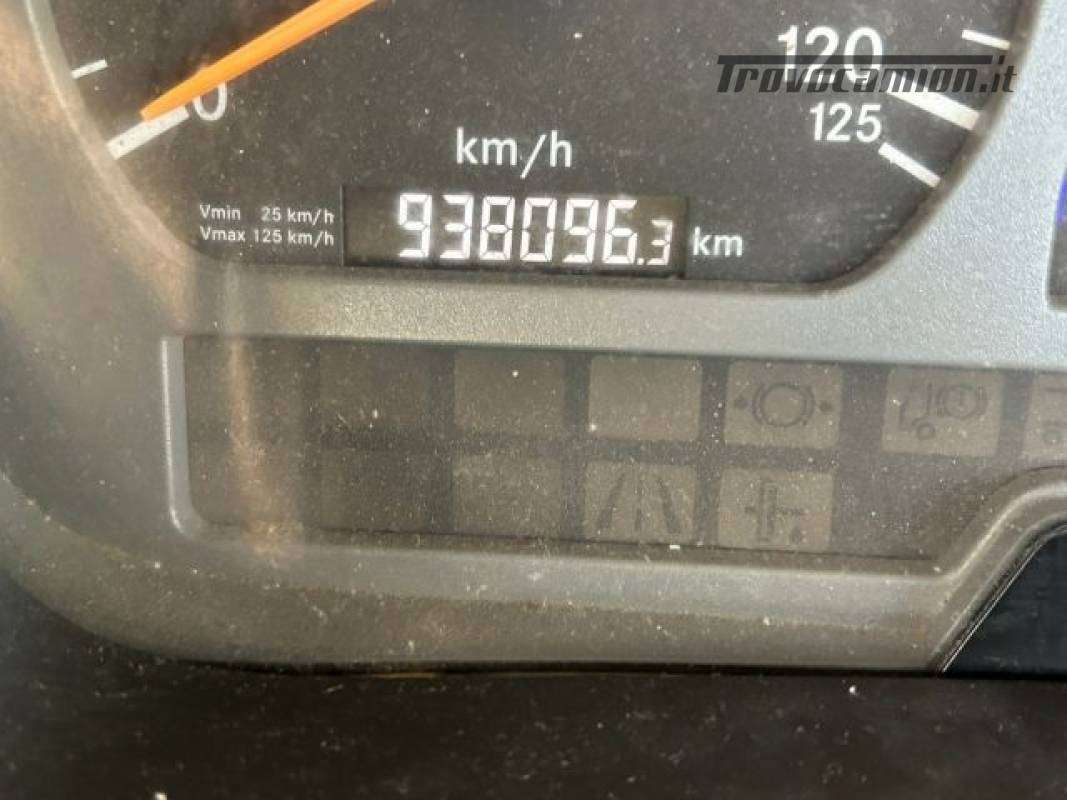 120
Trovocamion.it
0
125
km/h
Vmin 25 km/h
Vmax 125 km/h
938096.3 km